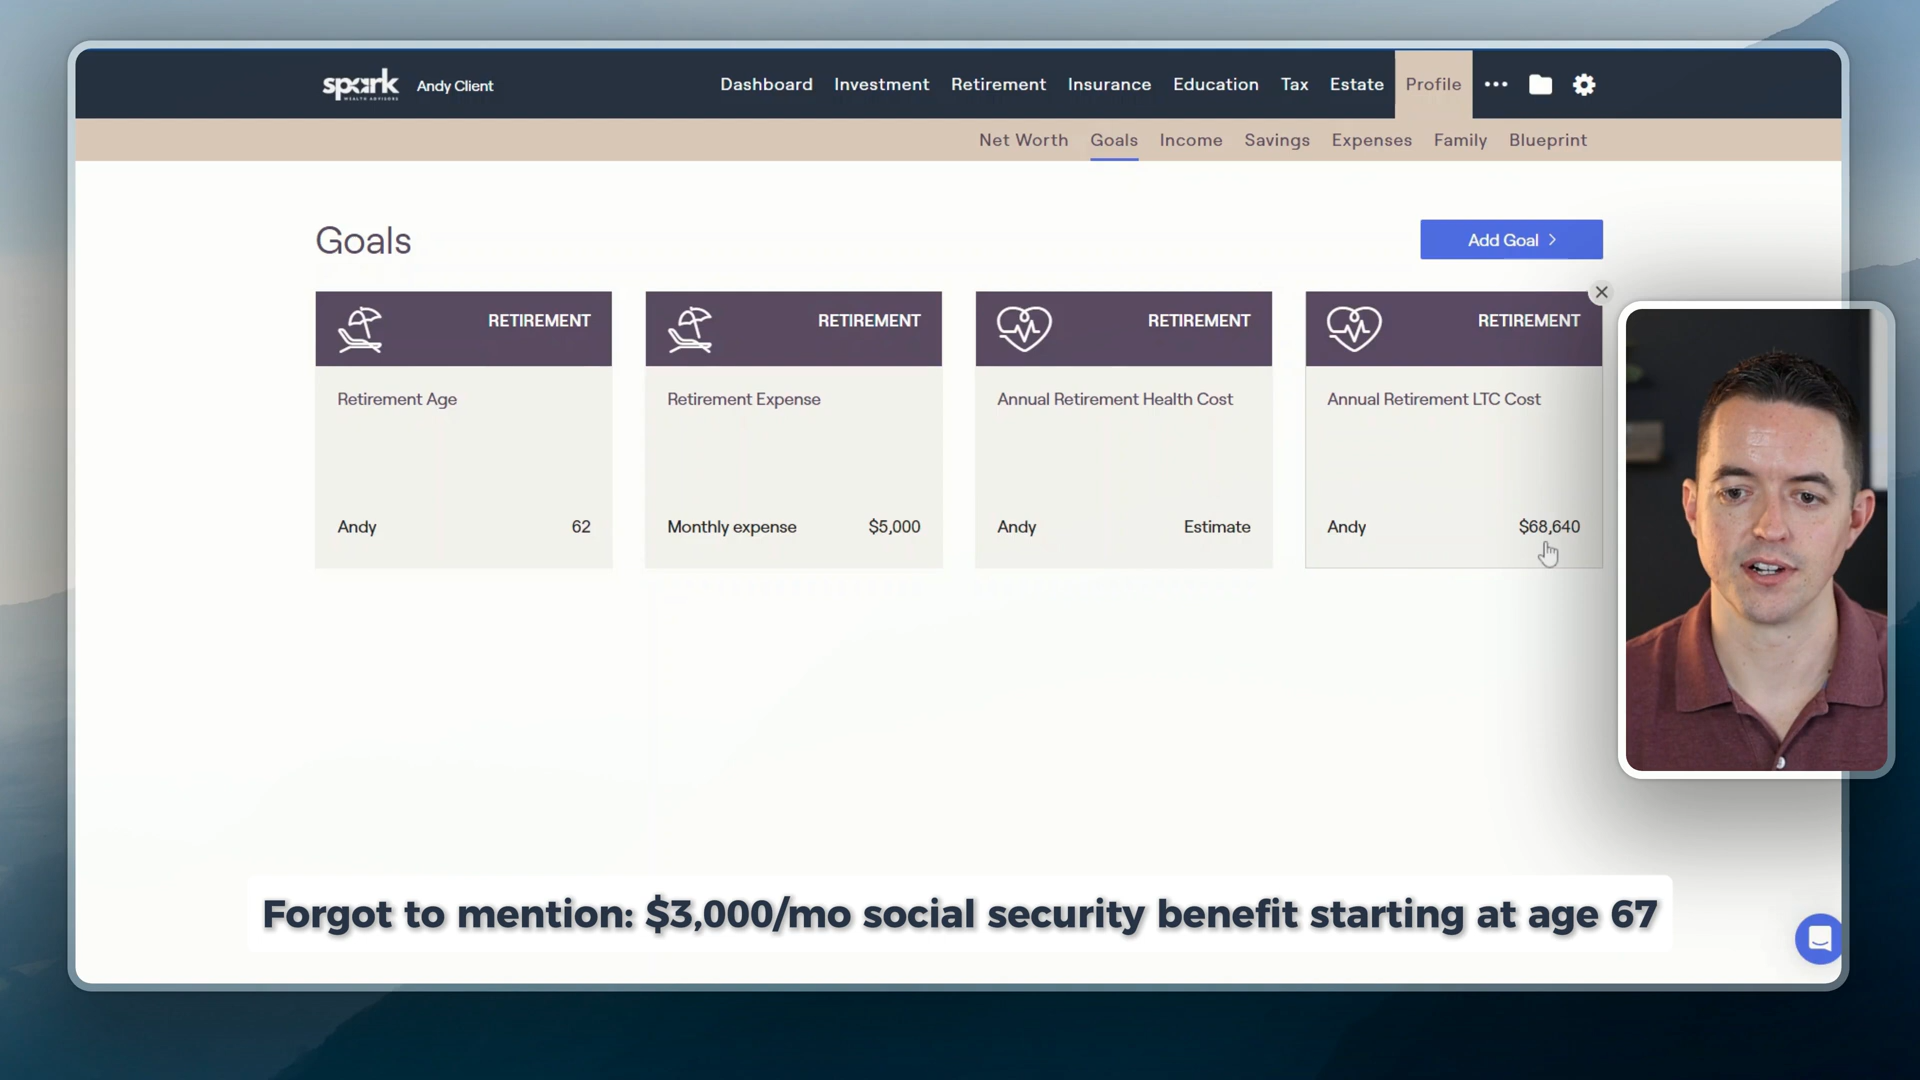 spark
WEALTH ADVISORS
Andy Client
Dashboard Investment Retirement Insurance Education Tax Estate Profile
Net Worth Goals Income Savings Expenses Family Blueprint
Goals
Add Goal
RETIREMENT
Retirement Age
Andy 62
RETIREMENT
Retirement Expense
Monthly expense $5,000
RETIREMENT
Annual Retirement Health Cost
Andy Estimate
RETIREMENT
Annual Retirement LTC Cost
Andy $68,640
Forgot to mention: $3,000/mo social security benefit starting at age 67